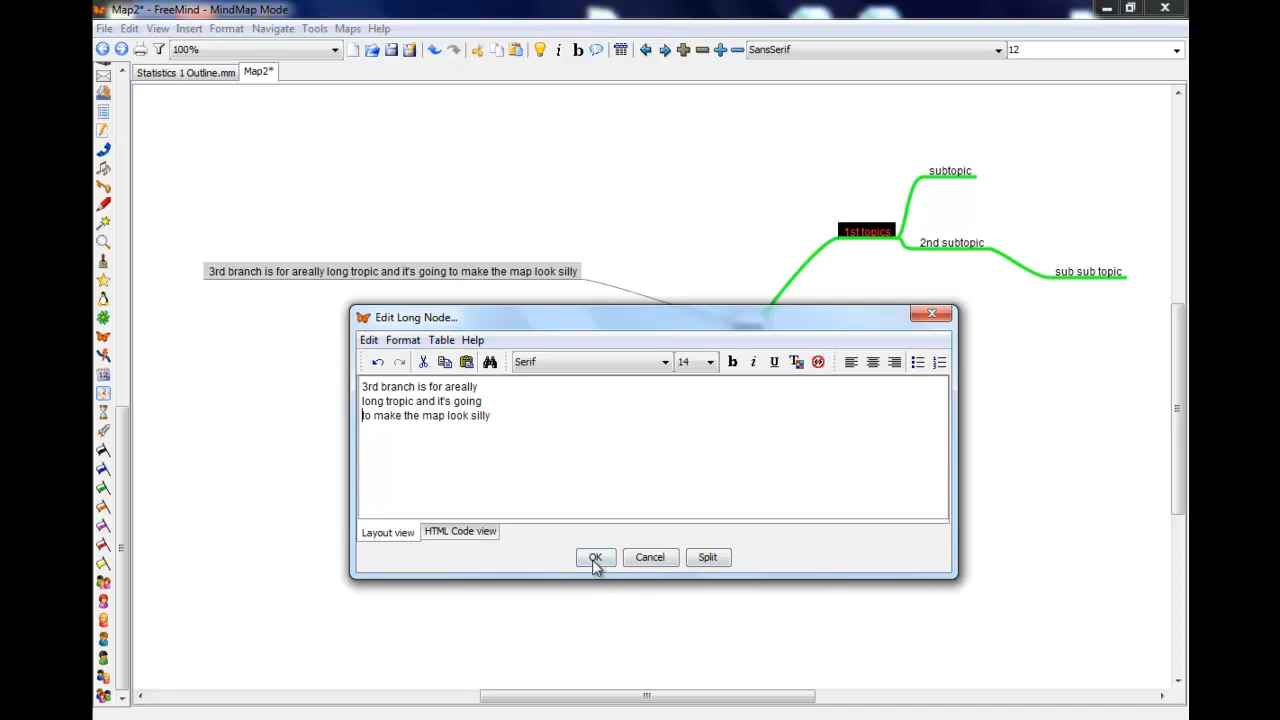 Map2* - FreeMind - MindMap Mode
File Edit View Insert Format Navigate Tools Maps Help
100% SansSerif 12
Statistics 1 Outline.mm Map2*
subtopic
1st topics
2nd subtopic
3rd branch is for areally long tropic and it's going to make the map look silly
sub sub topic
Edit Long Node...
Edit Format Table Help
Serif 14 b i U
3rd branch is for areally
long tropic and it's going
to make the map look silly
Layout view HTML Code view
OK Cancel Split